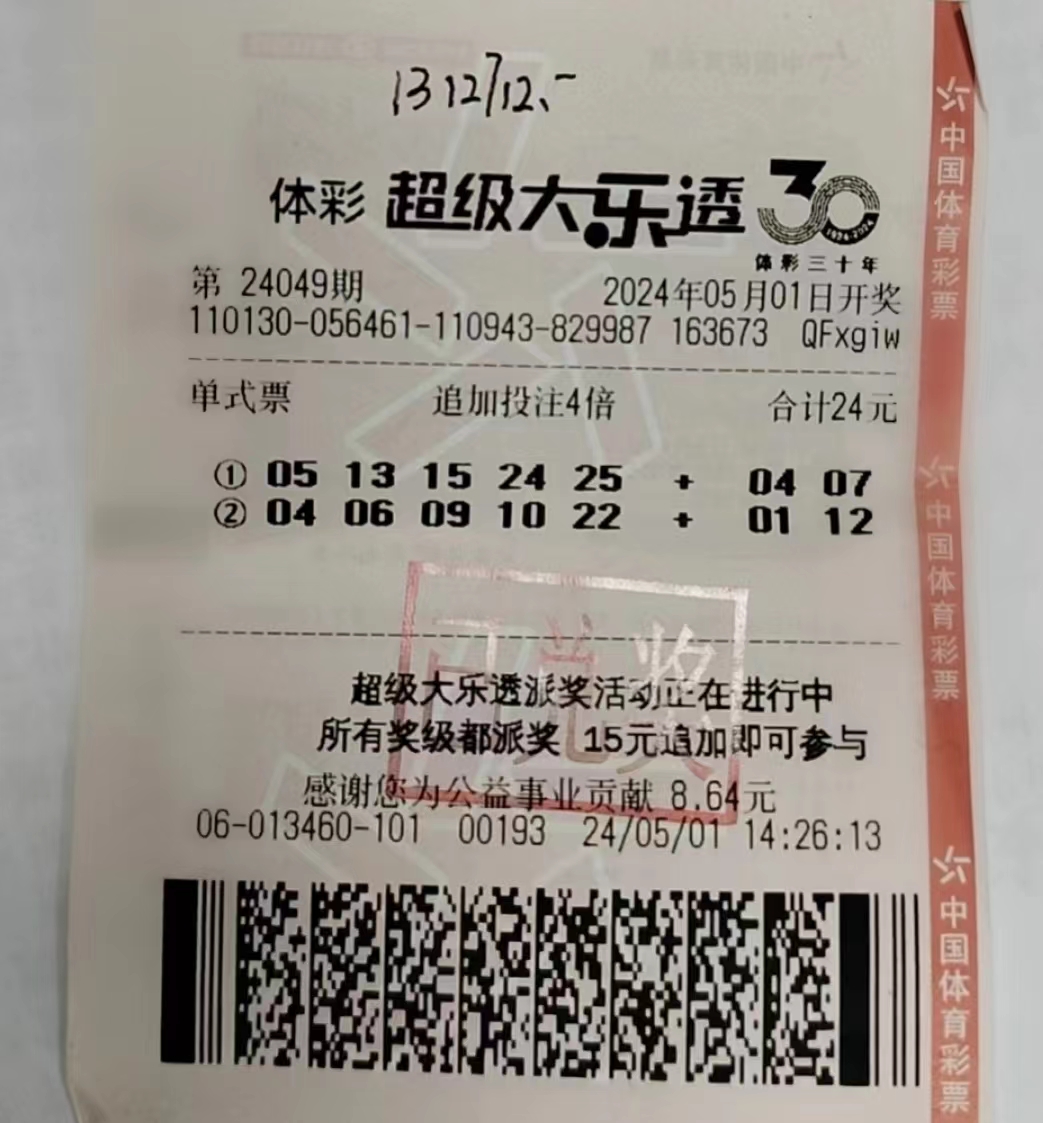 1312712.-
体彩 超级大乐透 30
1994-2024
体彩三十年
第 24049期 2024年05月01日开奖
110130-056461-110943-829987 163673 QFxgiw
单式票 追加投注4倍 合计24元
① 05 13 15 24 25 + 04 07
② 04 06 09 10 22 + 01 12
已兑奖
超级大乐透派奖活动正在进行中
所有奖级都派奖 15元追加即可参与
感谢您为公益事业贡献 8.64元
06-013460-101 00193 24/05/01 14:26:13
中国体育彩票
中国体育彩票
中国体育彩票